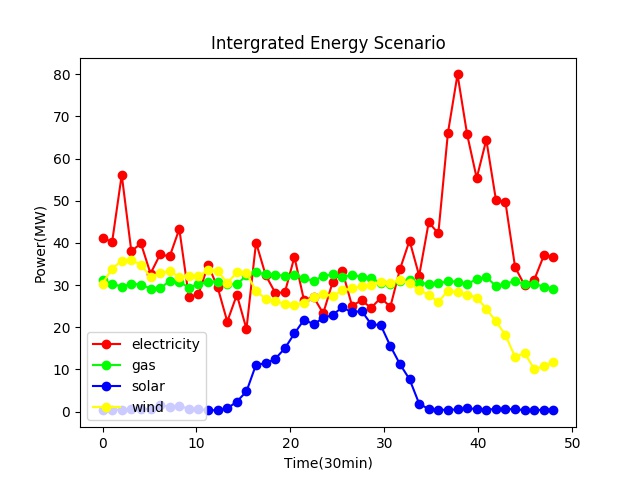 Intergrated Energy Scenario
Power(MW)
80
70
60
50
40
30
20
10
0
electricity
gas
solar
wind
0 10 20 30 40 50
Time(30min)